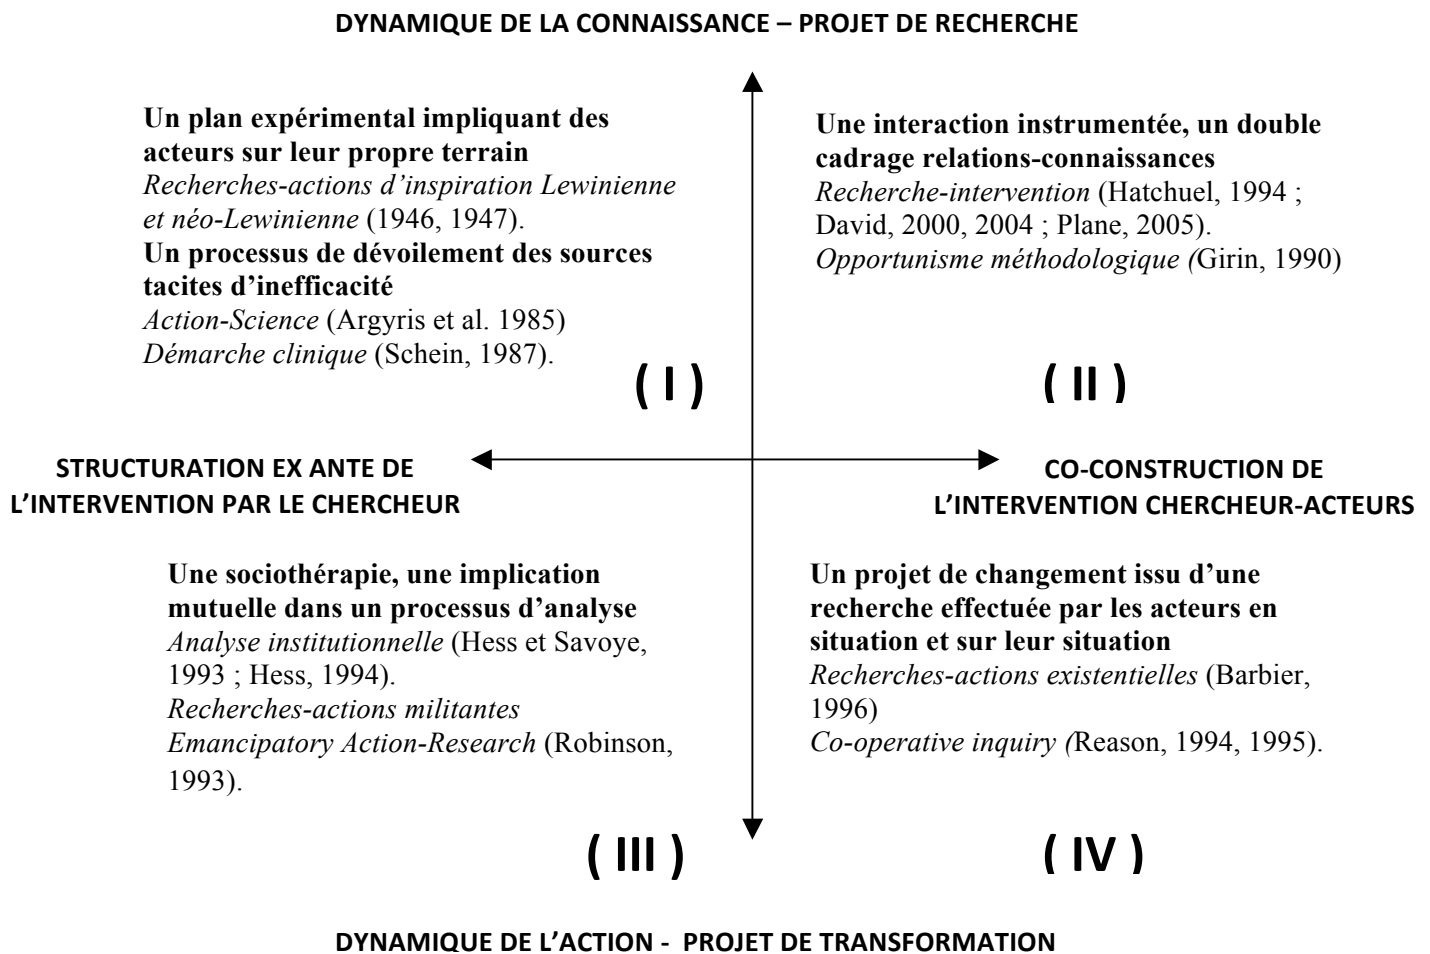 DYNAMIQUE DE LA CONNAISSANCE – PROJET DE RECHERCHE
Un plan expérimental impliquant des
acteurs sur leur propre terrain
Recherches-actions d’inspiration Lewinienne
et néo-Lewinienne (1946, 1947).
Un processus de dévoilement des sources
tacites d’inefficacité
Action-Science (Argyris et al. 1985)
Démarche clinique (Schein, 1987).
( I )
Une interaction instrumentée, un double
cadrage relations-connaissances
Recherche-intervention (Hatchuel, 1994 ;
David, 2000, 2004 ; Plane, 2005).
Opportunisme méthodologique (Girin, 1990)
( II )
STRUCTURATION EX ANTE DE
L’INTERVENTION PAR LE CHERCHEUR
CO-CONSTRUCTION DE
L’INTERVENTION CHERCHEUR-ACTEURS
Une sociothérapie, une implication
mutuelle dans un processus d’analyse
Analyse institutionnelle (Hess et Savoye,
1993 ; Hess, 1994).
Recherches-actions militantes
Emancipatory Action-Research (Robinson,
1993).
( III )
Un projet de changement issu d’une
recherche effectuée par les acteurs en
situation et sur leur situation
Recherches-actions existentielles (Barbier,
1996)
Co-operative inquiry (Reason, 1994, 1995).
( IV )
DYNAMIQUE DE L’ACTION - PROJET DE TRANSFORMATION